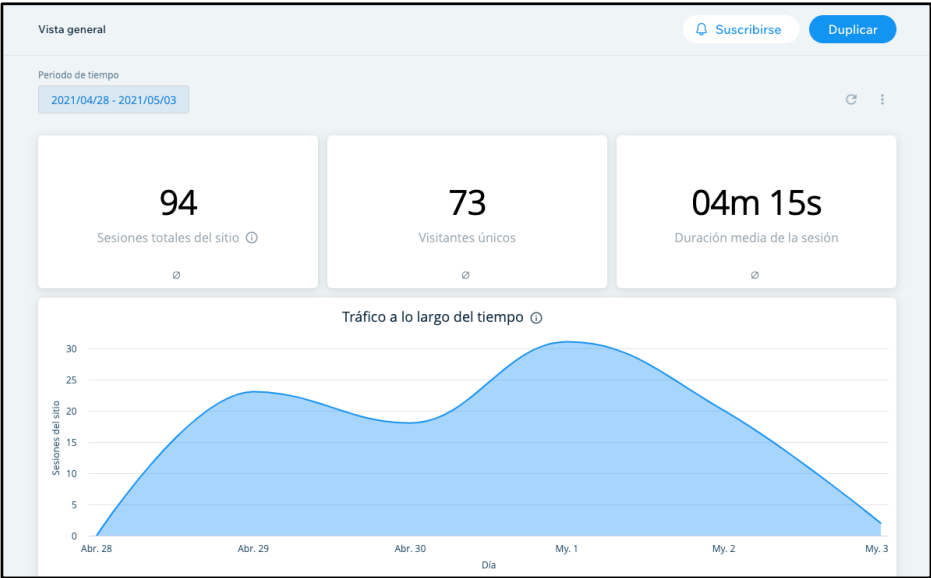 Vista general
Suscribirse
Duplicar
Periodo de tiempo
2021/04/28 - 2021/05/03
94
Sesiones totales del sitio
∅
73
Visitantes únicos
∅
04m 15s
Duración media de la sesión
∅
Tráfico a lo largo del tiempo
Sesiones del sitio
30
25
20
15
10
5
0
Abr. 28
Abr. 29
Abr. 30
My. 1
My. 2
My. 3
Día